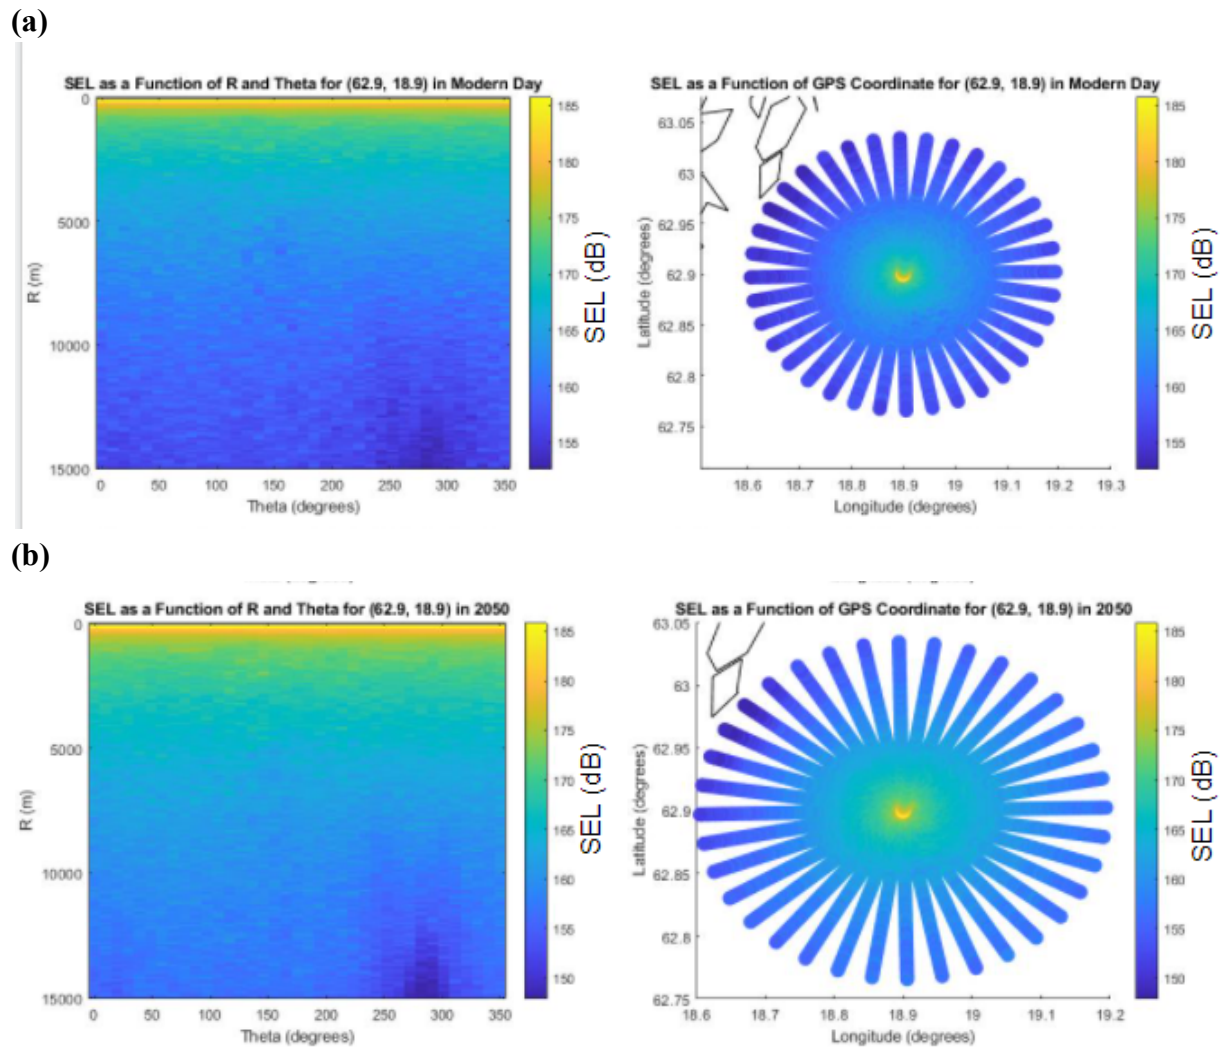 (a)
SEL as a Function of R and Theta for (62.9, 18.9) in Modern Day
0
5000
10000
15000
R (m)
0 50 100 150 200 250 300 350
Theta (degrees)
185
180
175
170
165
160
155
SEL (dB)
SEL as a Function of GPS Coordinate for (62.9, 18.9) in Modern Day
63.05
63
62.95
62.9
62.85
62.8
62.75
Latitude (degrees)
18.6 18.7 18.8 18.9 19 19.1 19.2 19.3
Longitude (degrees)
185
180
175
170
165
160
155
SEL (dB)
(b)
SEL as a Function of R and Theta for (62.9, 18.9) in 2050
0
5000
10000
15000
R (m)
0 50 100 150 200 250 300 350
Theta (degrees)
185
180
175
170
165
160
155
150
SEL (dB)
SEL as a Function of GPS Coordinate for (62.9, 18.9) in 2050
63.05
63
62.95
62.9
62.85
62.8
62.75
Latitude (degrees)
18.6 18.7 18.8 18.9 19 19.1 19.2
Longitude (degrees)
185
180
175
170
165
160
155
150
SEL (dB)